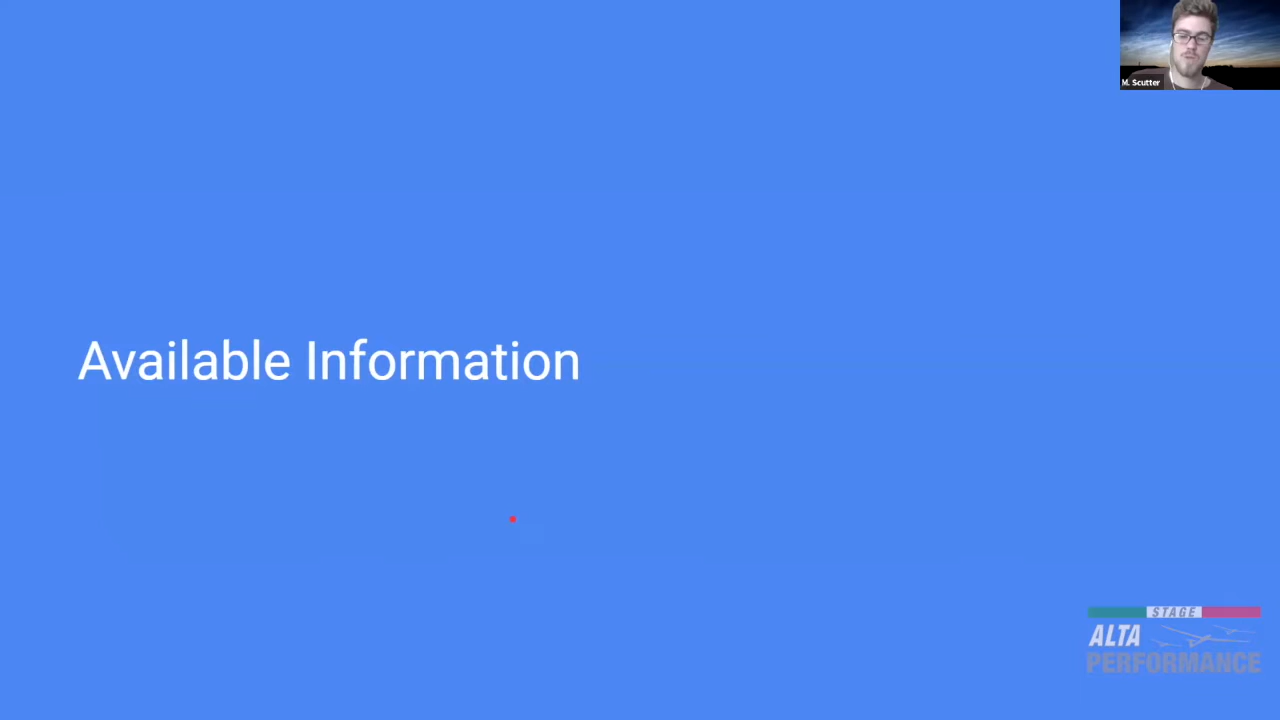 M. Scutter
Available Information
STAGE
ALTA
PERFORMANCE